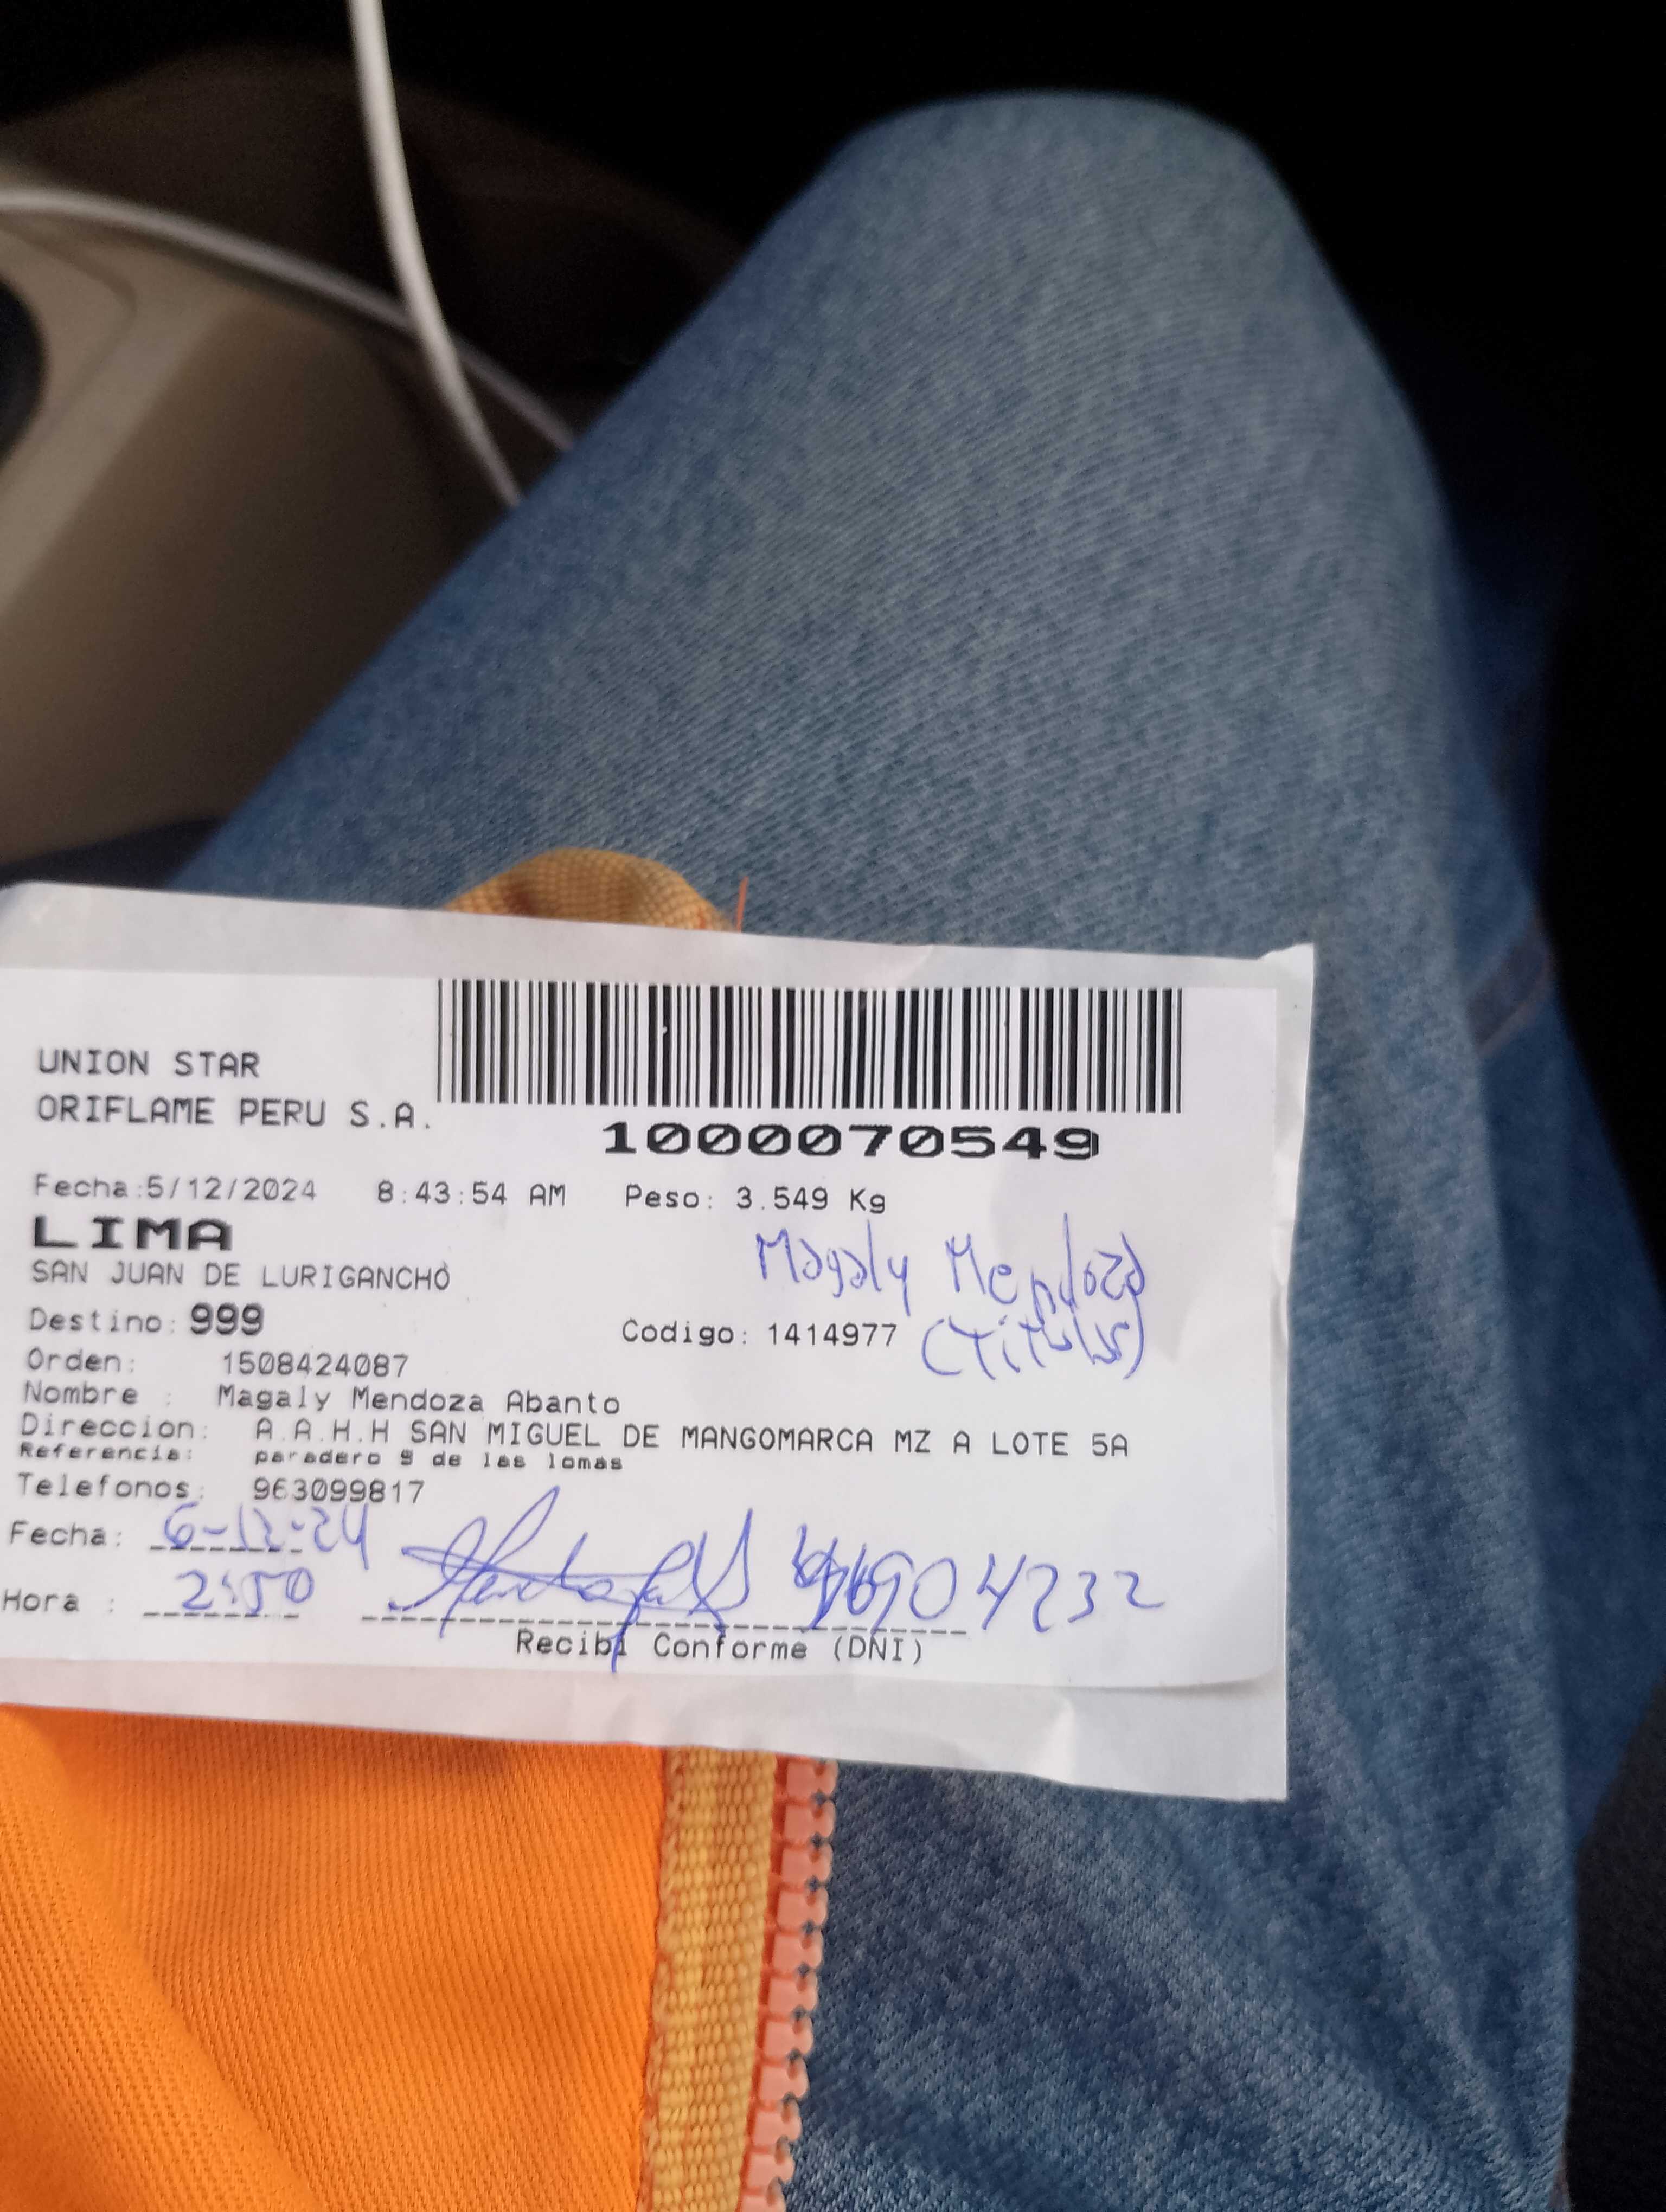 UNION STAR
ORIFLAME PERU S.A.
1000070549
Fecha:5/12/2024 8:43:54 AM Peso: 3.549 Kg
LIMA
SAN JUAN DE LURIGANCHO
Magaly Mendoza
Destino: 999
Codigo: 1414977 (Titular)
Orden: 1508424087
Nombre : Magaly Mendoza Abanto
Direccion: A.A.H.H SAN MIGUEL DE MANGOMARCA MZ A LOTE 5A
Referencia: paradero 9 de las lomas
Telefonos: 963099817
Fecha: 6-12-24
Hora : 2:50
Recibi Conforme (DNI)